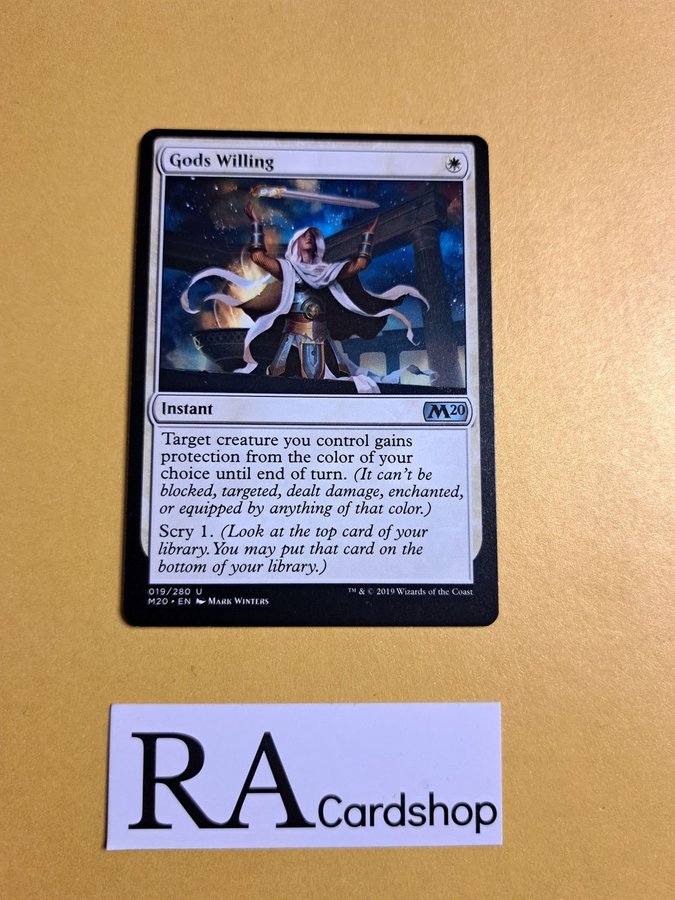 Gods Willing
Instant
M20
Target creature you control gains
protection from the color of your
choice until end of turn. (It can't be
blocked, targeted, dealt damage, enchanted,
or equipped by anything of that color.)
Scry 1. (Look at the top card of your
library. You may put that card on the
bottom of your library.)
019/280 U
M20 • EN Mark Winters
™ & © 2019 Wizards of the Coast
RA Cardshop